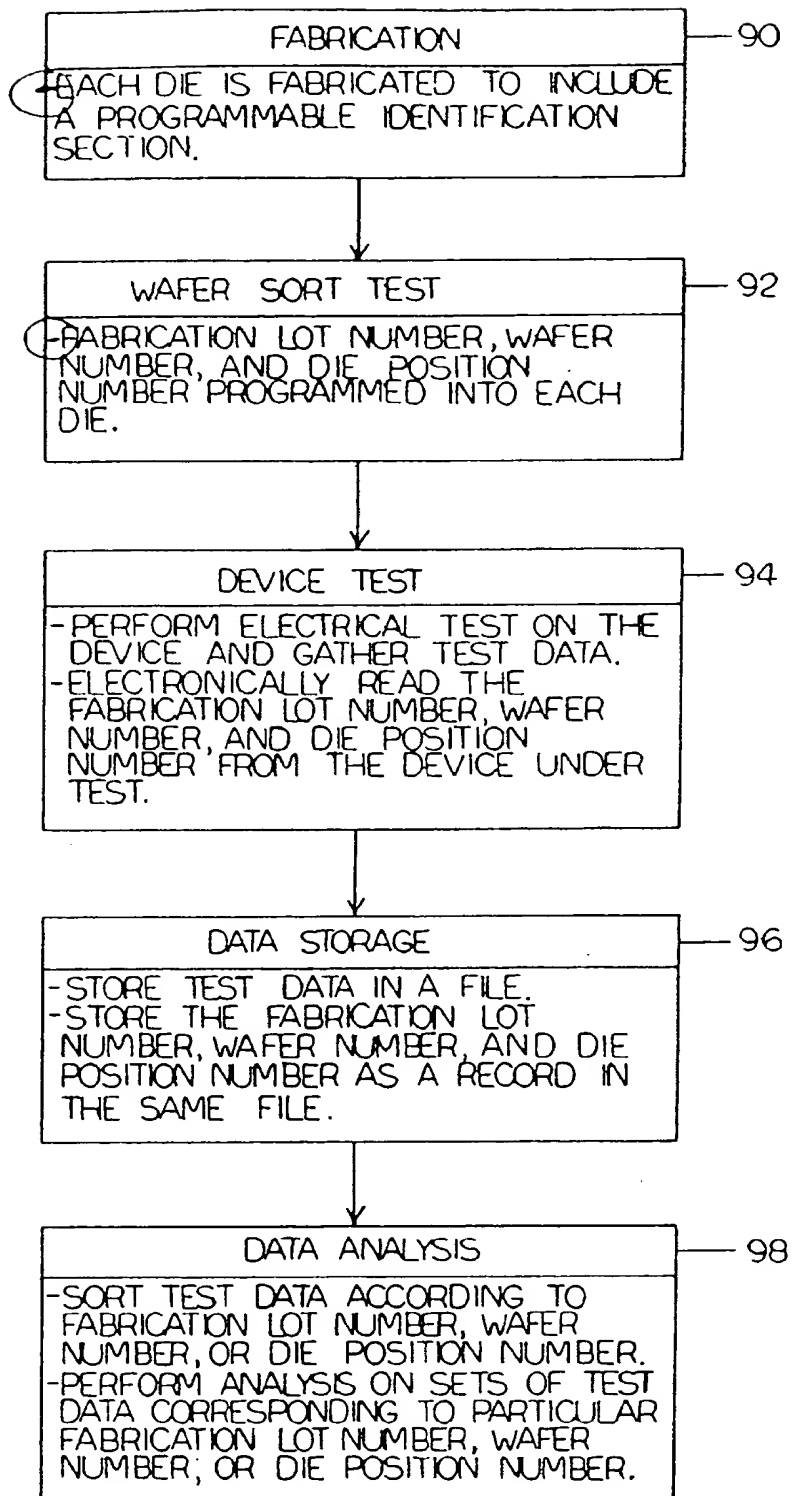 FABRICATION
90
-EACH DIE IS FABRICATED TO INCLUDE
A PROGRAMMABLE IDENTIFICATION
SECTION.
WAFER SORT TEST
92
-FABRICATION LOT NUMBER, WAFER
NUMBER, AND DIE POSITION
NUMBER PROGRAMMED INTO EACH
DIE.
DEVICE TEST
94
-PERFORM ELECTRICAL TEST ON THE
DEVICE AND GATHER TEST DATA.
-ELECTRONICALLY READ THE
FABRICATION LOT NUMBER, WAFER
NUMBER, AND DIE POSITION
NUMBER FROM THE DEVICE UNDER
TEST.
DATA STORAGE
96
-STORE TEST DATA IN A FILE.
-STORE THE FABRICATION LOT
NUMBER, WAFER NUMBER, AND DIE
POSITION NUMBER AS A RECORD IN
THE SAME FILE.
DATA ANALYSIS
98
-SORT TEST DATA ACCORDING TO
FABRICATION LOT NUMBER, WAFER
NUMBER, OR DIE POSITION NUMBER.
-PERFORM ANALYSIS ON SETS OF TEST
DATA CORRESPONDING TO PARTICULAR
FABRICATION LOT NUMBER, WAFER
NUMBER, OR DIE POSITION NUMBER.